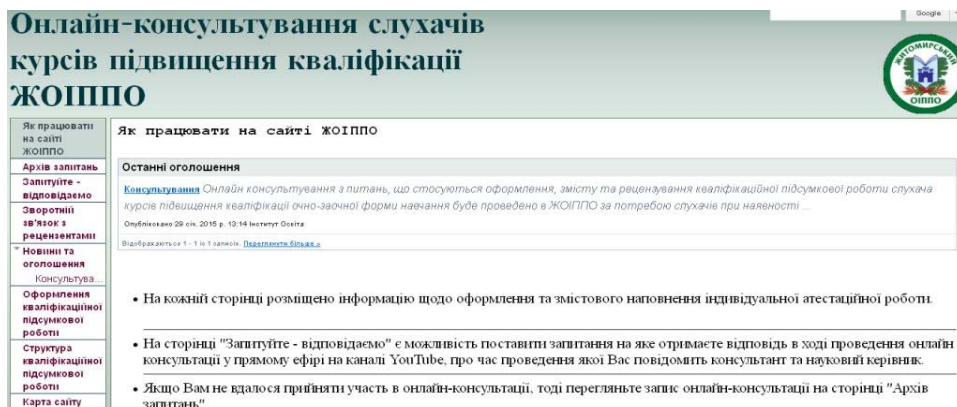 Онлайн-консультування слухачів
курсів підвищення кваліфікації
ЖОІППО
Google
ЖИТОМИРСЬКИЙ
ОІППО
Як працювати
на сайті
ЖОІППО
Архів запитань
Запитуйте -
відповідаємо
Зворотній
зв'язок з
рецензентами
Новини та
оголошення
Консультува...
Оформлення
кваліфікаційної
підсумкової
роботи
Структура
кваліфікаційної
підсумкової
роботи
Карта сайту
Як працювати на сайті ЖОІППО
Останні оголошення
Консультування Онлайн консультування з питань, що стосуються оформлення, змісту та рецензування кваліфікаційної підсумкової роботи слухача
курсів підвищення кваліфікації очно-заочної форми навчання буде проведено в ЖОІППО за потребою слухачів при наявності ...
Опубліковано 29 січ. 2015 р. 13:14 Інститут Освіта
Відображаються 1 - 1 із 1 записів. Переглянути більше »
• На кожній сторінці розміщено інформацію щодо оформлення та змістового наповнення індивідуальної атестаційної роботи.
• На сторінці "Запитуйте - відповідаємо" є можливість поставити запитання на яке отримаєте відповідь в ході проведення онлайн
консультації у прямому ефірі на каналі YouTube, про час проведення якої Вас повідомить консультант та науковий керівник.
• Якщо Вам не вдалося прийняти участь в онлайн-консультації, тоді перегляньте запис онлайн-консультації на сторінці "Архів
запитань"